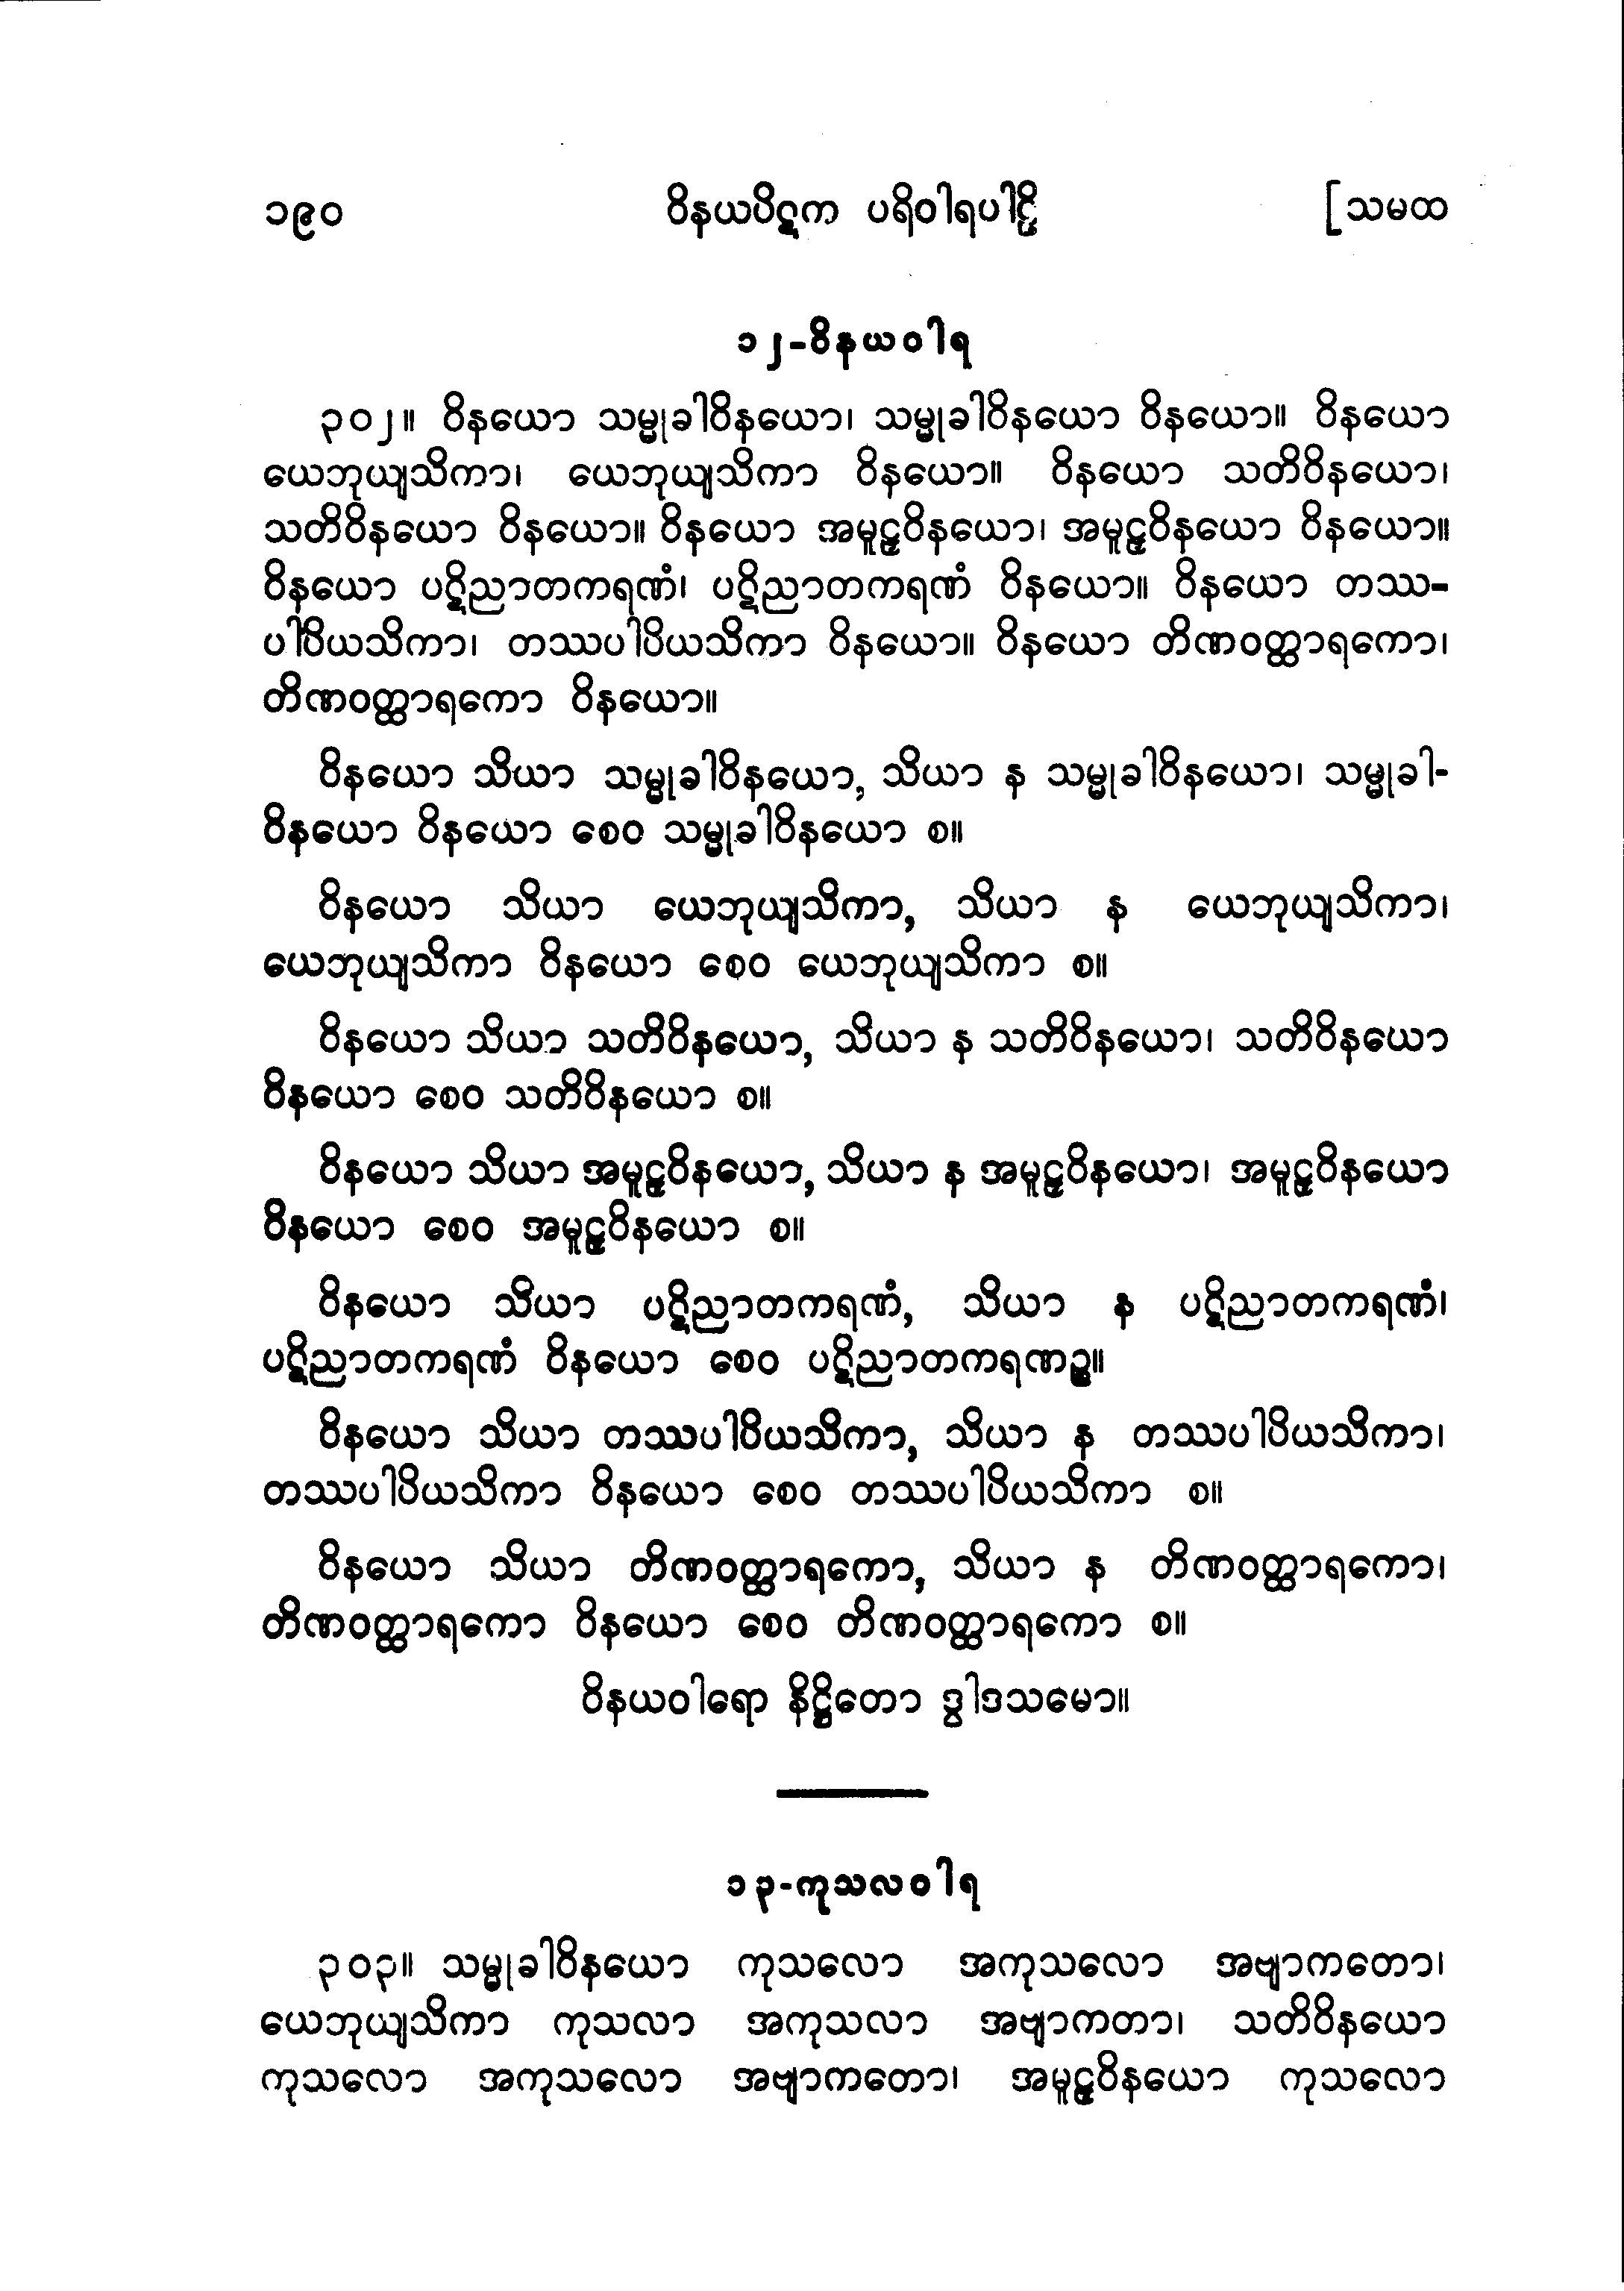 ၁၉၀ ဝိနယပိဋက ပရိဝါရပါဠိ [သမထ
၁၂-ဝိနယဝါရ
၃၀၂။ ဝိနယော သမ္မုခါဝိနယော၊ သမ္မုခါဝိနယော ဝိနယော။ ဝိနယော
ယေဘုယျသိကာ၊ ယေဘုယျသိကာ ဝိနယော။ ဝိနယော သတိဝိနယော၊
သတိဝိနယော ဝိနယော။ ဝိနယော အမူဠှဝိနယော၊ အမူဠှဝိနယော ဝိနယော။
ဝိနယော ပဋိညာတကရဏံ၊ ပဋိညာတကရဏံ ဝိနယော။ ဝိနယော တဿ-
ပါပိယသိကာ၊ တဿပါပိယသိကာ ဝိနယော။ ဝိနယော တိဏဝတ္ထာရကော၊
တိဏဝတ္ထာရကော ဝိနယော။
ဝိနယော သိယာ သမ္မုခါဝိနယော, သိယာ န သမ္မုခါဝိနယော၊ သမ္မုခါ-
ဝိနယော ဝိနယော စေဝ သမ္မုခါဝိနယော စ။
ဝိနယော သိယာ ယေဘုယျသိကာ, သိယာ န ယေဘုယျသိကာ၊
ယေဘုယျသိကာ ဝိနယော စေဝ ယေဘုယျသိကာ စ။
ဝိနယော သိယာ သတိဝိနယော, သိယာ န သတိဝိနယော၊ သတိဝိနယော
ဝိနယော စေဝ သတိဝိနယော စ။
ဝိနယော သိယာ အမူဠှဝိနယော, သိယာ န အမူဠှဝိနယော၊ အမူဠှဝိနယော
ဝိနယော စေဝ အမူဠှဝိနယော စ။
ဝိနယော သိယာ ပဋိညာတကရဏံ, သိယာ န ပဋိညာတကရဏံ၊
ပဋိညာတကရဏံ ဝိနယော စေဝ ပဋိညာတကရဏဉ္စ။
ဝိနယော သိယာ တဿပါပိယသိကာ, သိယာ န တဿပါပိယသိကာ၊
တဿပါပိယသိကာ ဝိနယော စေဝ တဿပါပိယသိကာ စ။
ဝိနယော သိယာ တိဏဝတ္ထာရကော, သိယာ န တိဏဝတ္ထာရကော၊
တိဏဝတ္ထာရကော ဝိနယော စေဝ တိဏဝတ္ထာရကော စ။
ဝိနယဝါရော နိဋ္ဌိတော ဒွါဒသမော။
၁၃-ကုသလဝါရ
၃၀၃။ သမ္မုခါဝိနယော ကုသလော အကုသလော အဗျာကတော၊
ယေဘုယျသိကာ ကုသလာ အကုသလာ အဗျာကတာ၊ သတိဝိနယော
ကုသလော အကုသလော အဗျာကတော၊ အမူဠှဝိနယော ကုသလော